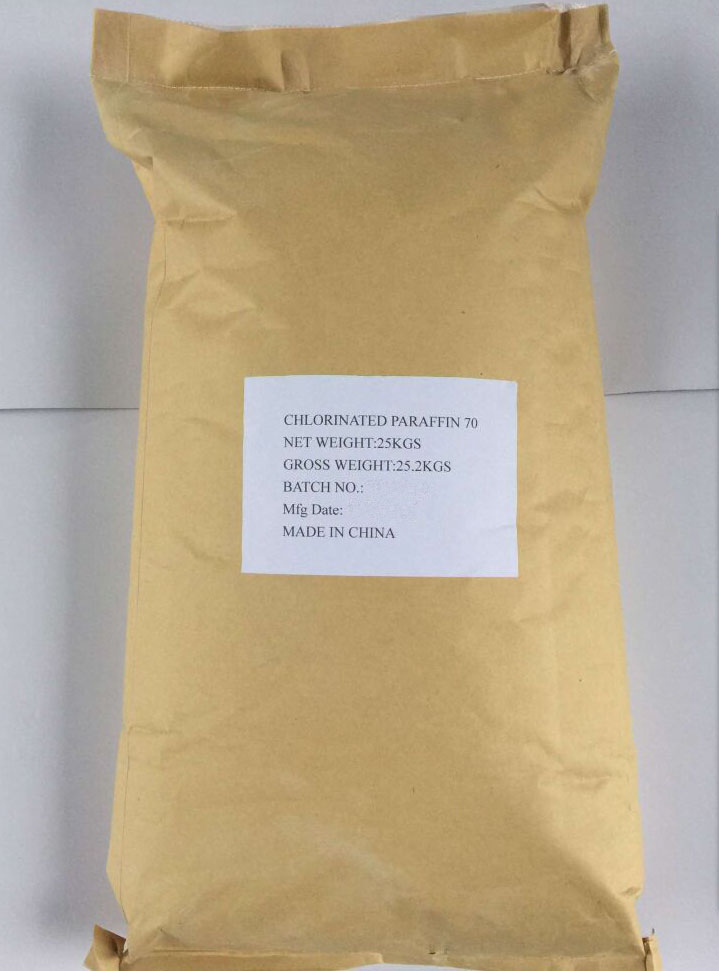 CHLORINATED PARAFFIN 70
NET WEIGHT:25KGS
GROSS WEIGHT:25.2KGS
BATCH NO.:
Mfg Date:
MADE IN CHINA